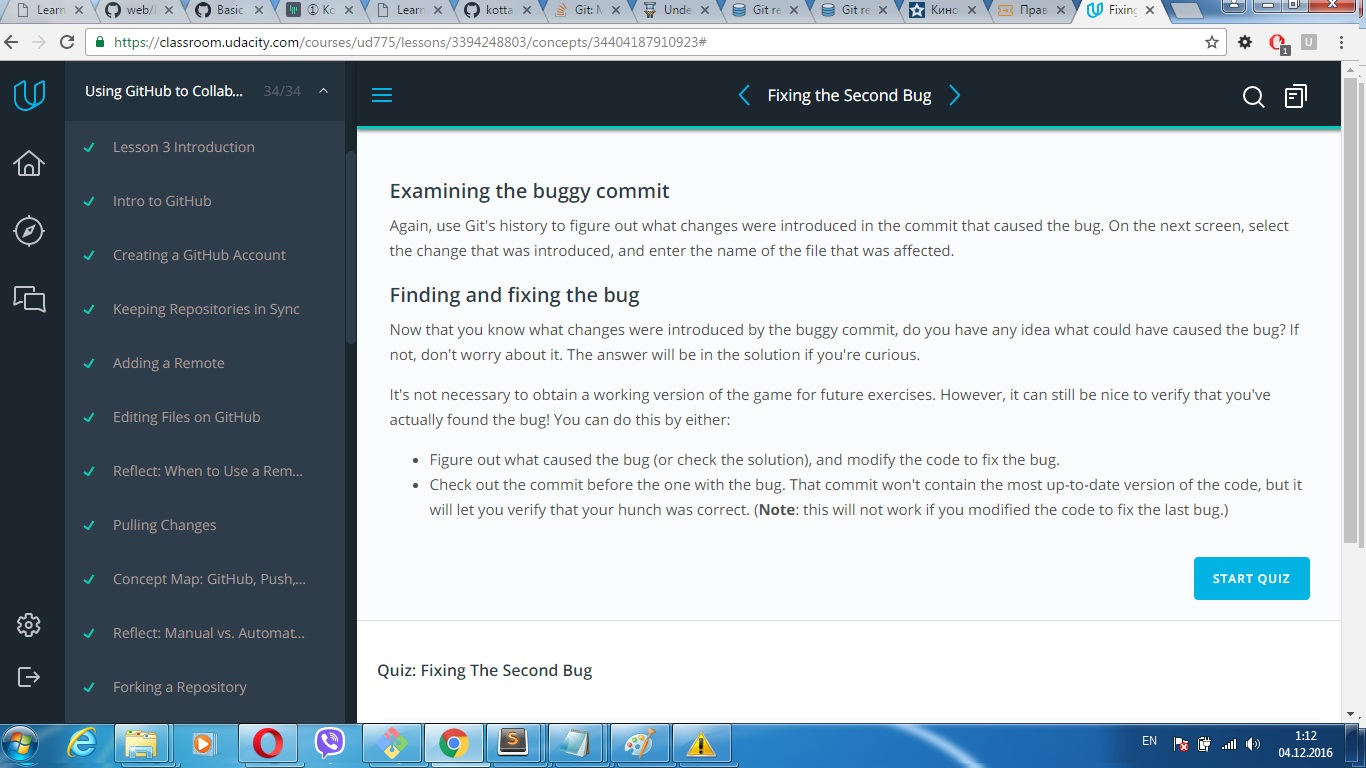 Learn
web/
Basic
① Ко
Learn
kotta
Git: M
Unde
Git re
Git re
Кино
Прав
Fixing
https://classroom.udacity.com/courses/ud775/lessons/3394248803/concepts/34404187910923#
1
U
Using GitHub to Collab... 34/34
Fixing the Second Bug
Lesson 3 Introduction
Intro to GitHub
Creating a GitHub Account
Keeping Repositories in Sync
Adding a Remote
Editing Files on GitHub
Reflect: When to Use a Rem...
Pulling Changes
Concept Map: GitHub, Push,...
Reflect: Manual vs. Automat...
Forking a Repository
Examining the buggy commit
Again, use Git's history to figure out what changes were introduced in the commit that caused the bug. On the next screen, select
the change that was introduced, and enter the name of the file that was affected.
Finding and fixing the bug
Now that you know what changes were introduced by the buggy commit, do you have any idea what could have caused the bug? If
not, don't worry about it. The answer will be in the solution if you're curious.
It's not necessary to obtain a working version of the game for future exercises. However, it can still be nice to verify that you've
actually found the bug! You can do this by either:
• Figure out what caused the bug (or check the solution), and modify the code to fix the bug.
• Check out the commit before the one with the bug. That commit won't contain the most up-to-date version of the code, but it
will let you verify that your hunch was correct. (Note: this will not work if you modified the code to fix the last bug.)
START QUIZ
Quiz: Fixing The Second Bug
EN
1:12
04.12.2016